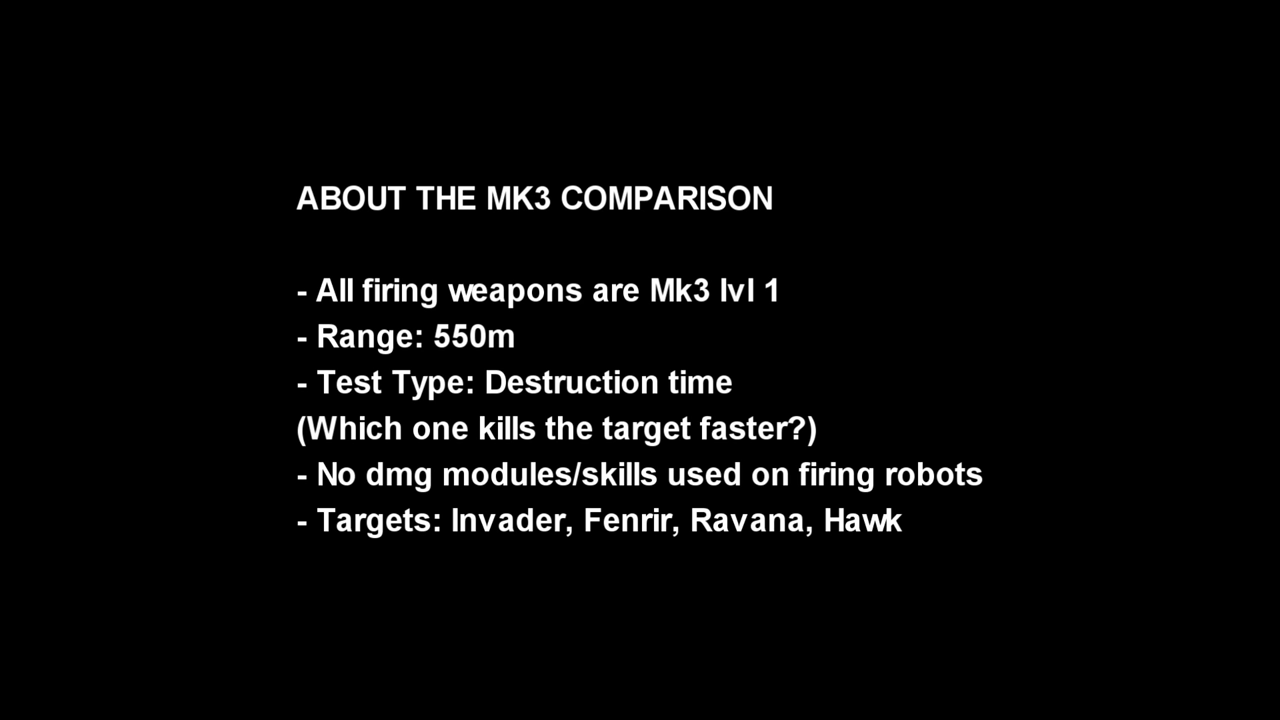 ABOUT THE MK3 COMPARISON
- All firing weapons are Mk3 lvl 1
- Range: 550m
- Test Type: Destruction time
(Which one kills the target faster?)
- No dmg modules/skills used on firing robots
- Targets: Invader, Fenrir, Ravana, Hawk